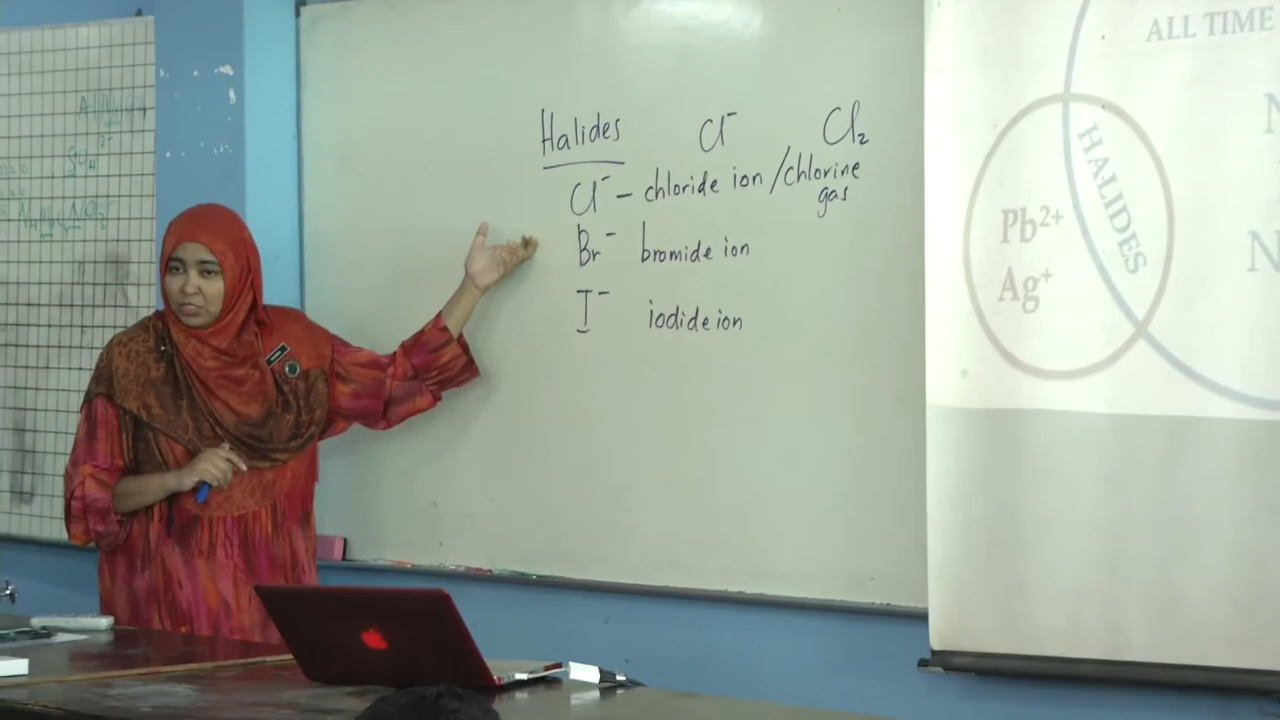 Halides Cl⁻ Cl₂
Cl⁻ – chloride ion / chlorine
gas
Br⁻ bromide ion
I⁻ iodide ion
ALL TIME
HALIDES
Pb²⁺
Ag⁺
N
N